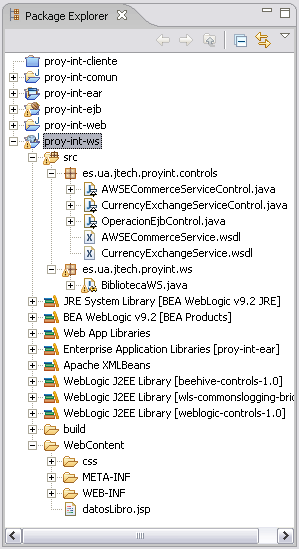 Package Explorer
proy-int-cliente
proy-int-comun
proy-int-ear
proy-int-ejb
proy-int-web
proy-int-ws
src
es.ua.jtech.proyint.controls
AWSECommerceServiceControl.java
CurrencyExchangeServiceControl.java
OperacionEjbControl.java
AWSECommerceService.wsdl
CurrencyExchangeService.wsdl
es.ua.jtech.proyint.ws
BibliotecaWS.java
JRE System Library [BEA WebLogic v9.2 JRE]
BEA WebLogic v9.2 [BEA Products]
Web App Libraries
Enterprise Application Libraries [proy-int-ear]
Apache XMLBeans
WebLogic J2EE Library [beehive-controls-1.0]
WebLogic J2EE Library [wls-commonslogging-bri
WebLogic J2EE Library [weblogic-controls-1.0]
build
WebContent
css
META-INF
WEB-INF
datosLibro.jsp